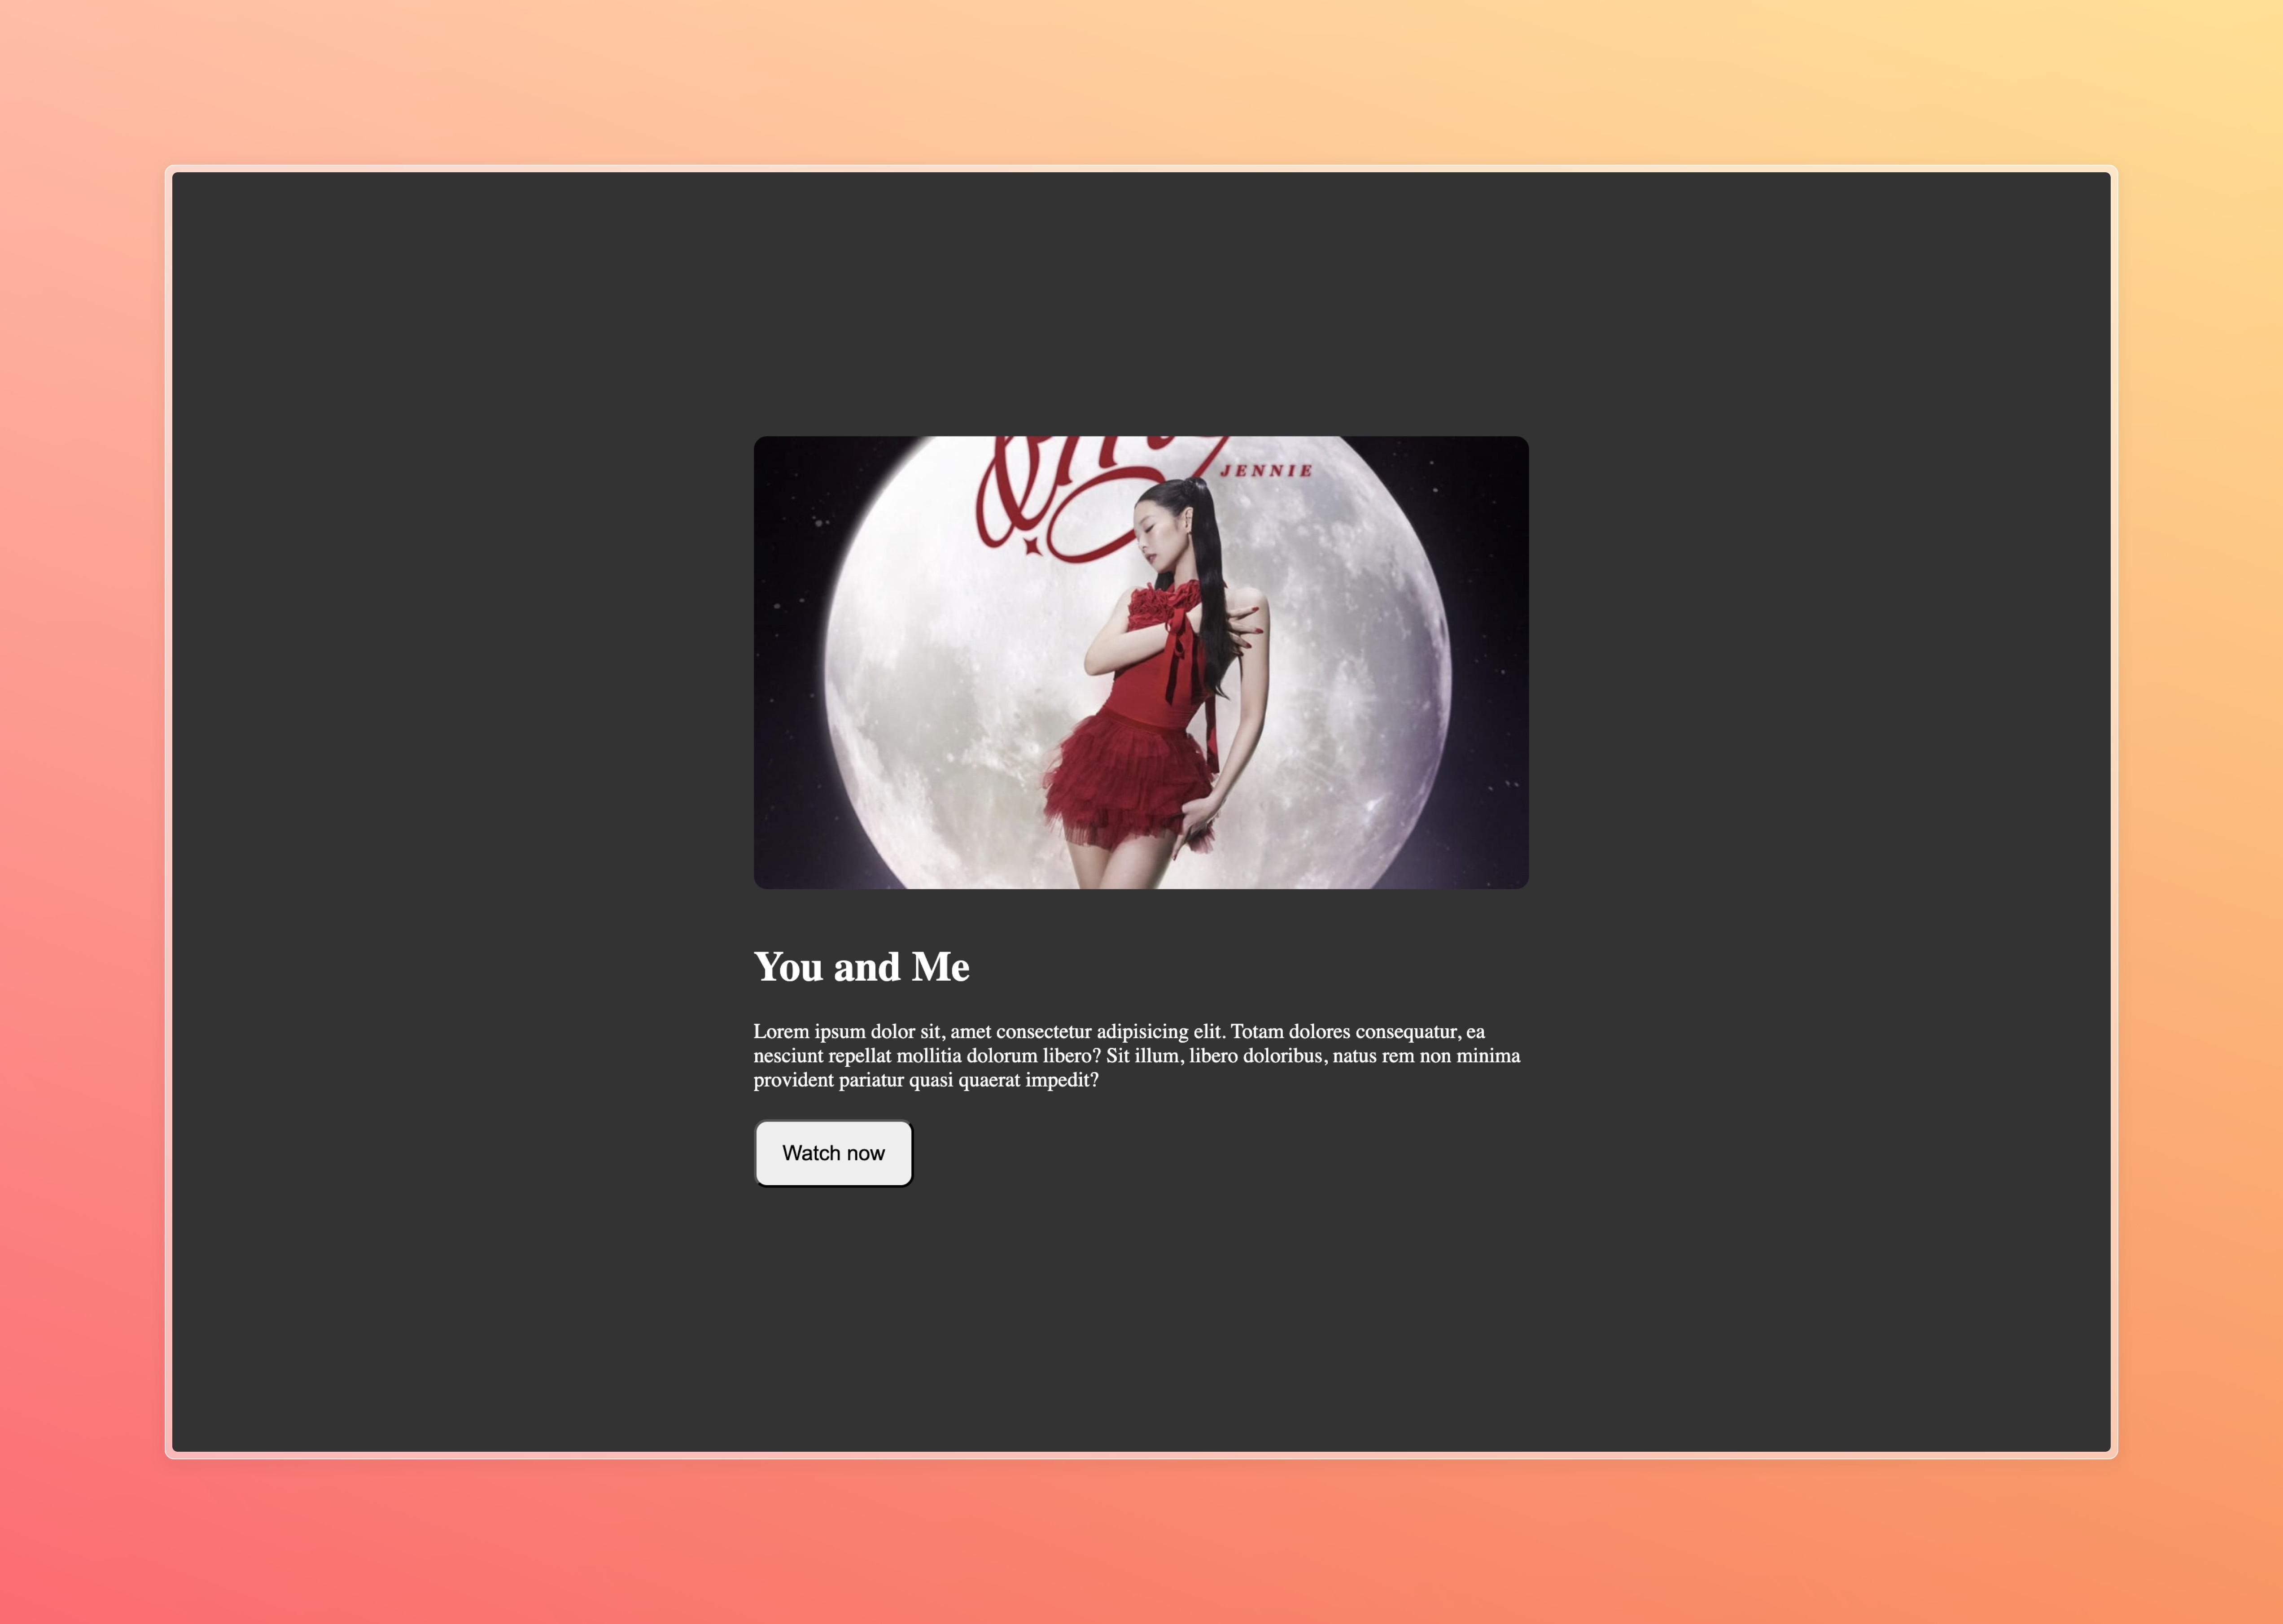 JENNIE
You and Me
Lorem ipsum dolor sit, amet consectetur adipisicing elit. Totam dolores consequatur, ea
nesciunt repellat mollitia dolorum libero? Sit illum, libero doloribus, natus rem non minima
provident pariatur quasi quaerat impedit?
Watch now